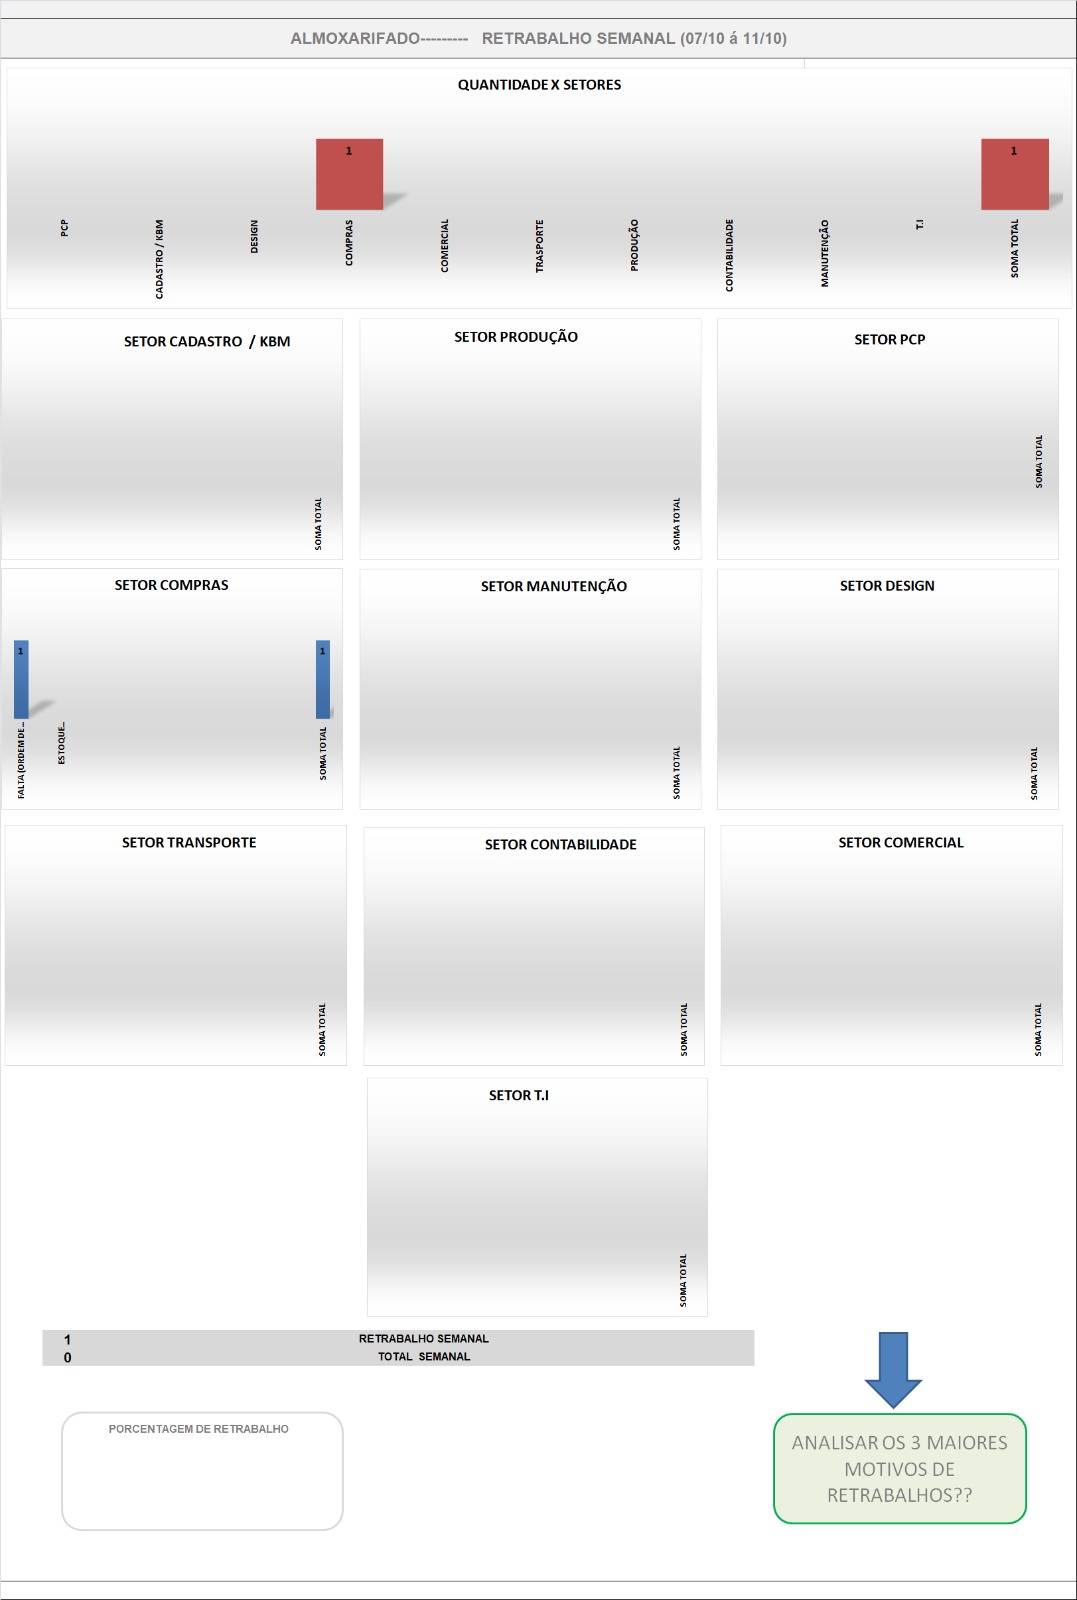 ALMOXARIFADO--------- RETRABALHO SEMANAL (07/10 á 11/10)
QUANTIDADE X SETORES
1
1
PCP
CADASTRO / KBM
DESIGN
COMPRAS
COMERCIAL
TRASPORTE
PRODUÇÃO
CONTABILIDADE
MANUTENÇÃO
T.I
SOMA TOTAL
SETOR CADASTRO / KBM
SOMA TOTAL
SETOR PRODUÇÃO
SOMA TOTAL
SETOR PCP
SOMA TOTAL
SETOR COMPRAS
1
1
FALTA (ORDEM DE...
ESTOQUE...
SOMA TOTAL
SETOR MANUTENÇÃO
SOMA TOTAL
SETOR DESIGN
SOMA TOTAL
SETOR TRANSPORTE
SOMA TOTAL
SETOR CONTABILIDADE
SOMA TOTAL
SETOR COMERCIAL
SOMA TOTAL
SETOR T.I
SOMA TOTAL
1 RETRABALHO SEMANAL
0 TOTAL SEMANAL
PORCENTAGEM DE RETRABALHO
ANALISAR OS 3 MAIORES
MOTIVOS DE
RETRABALHOS??